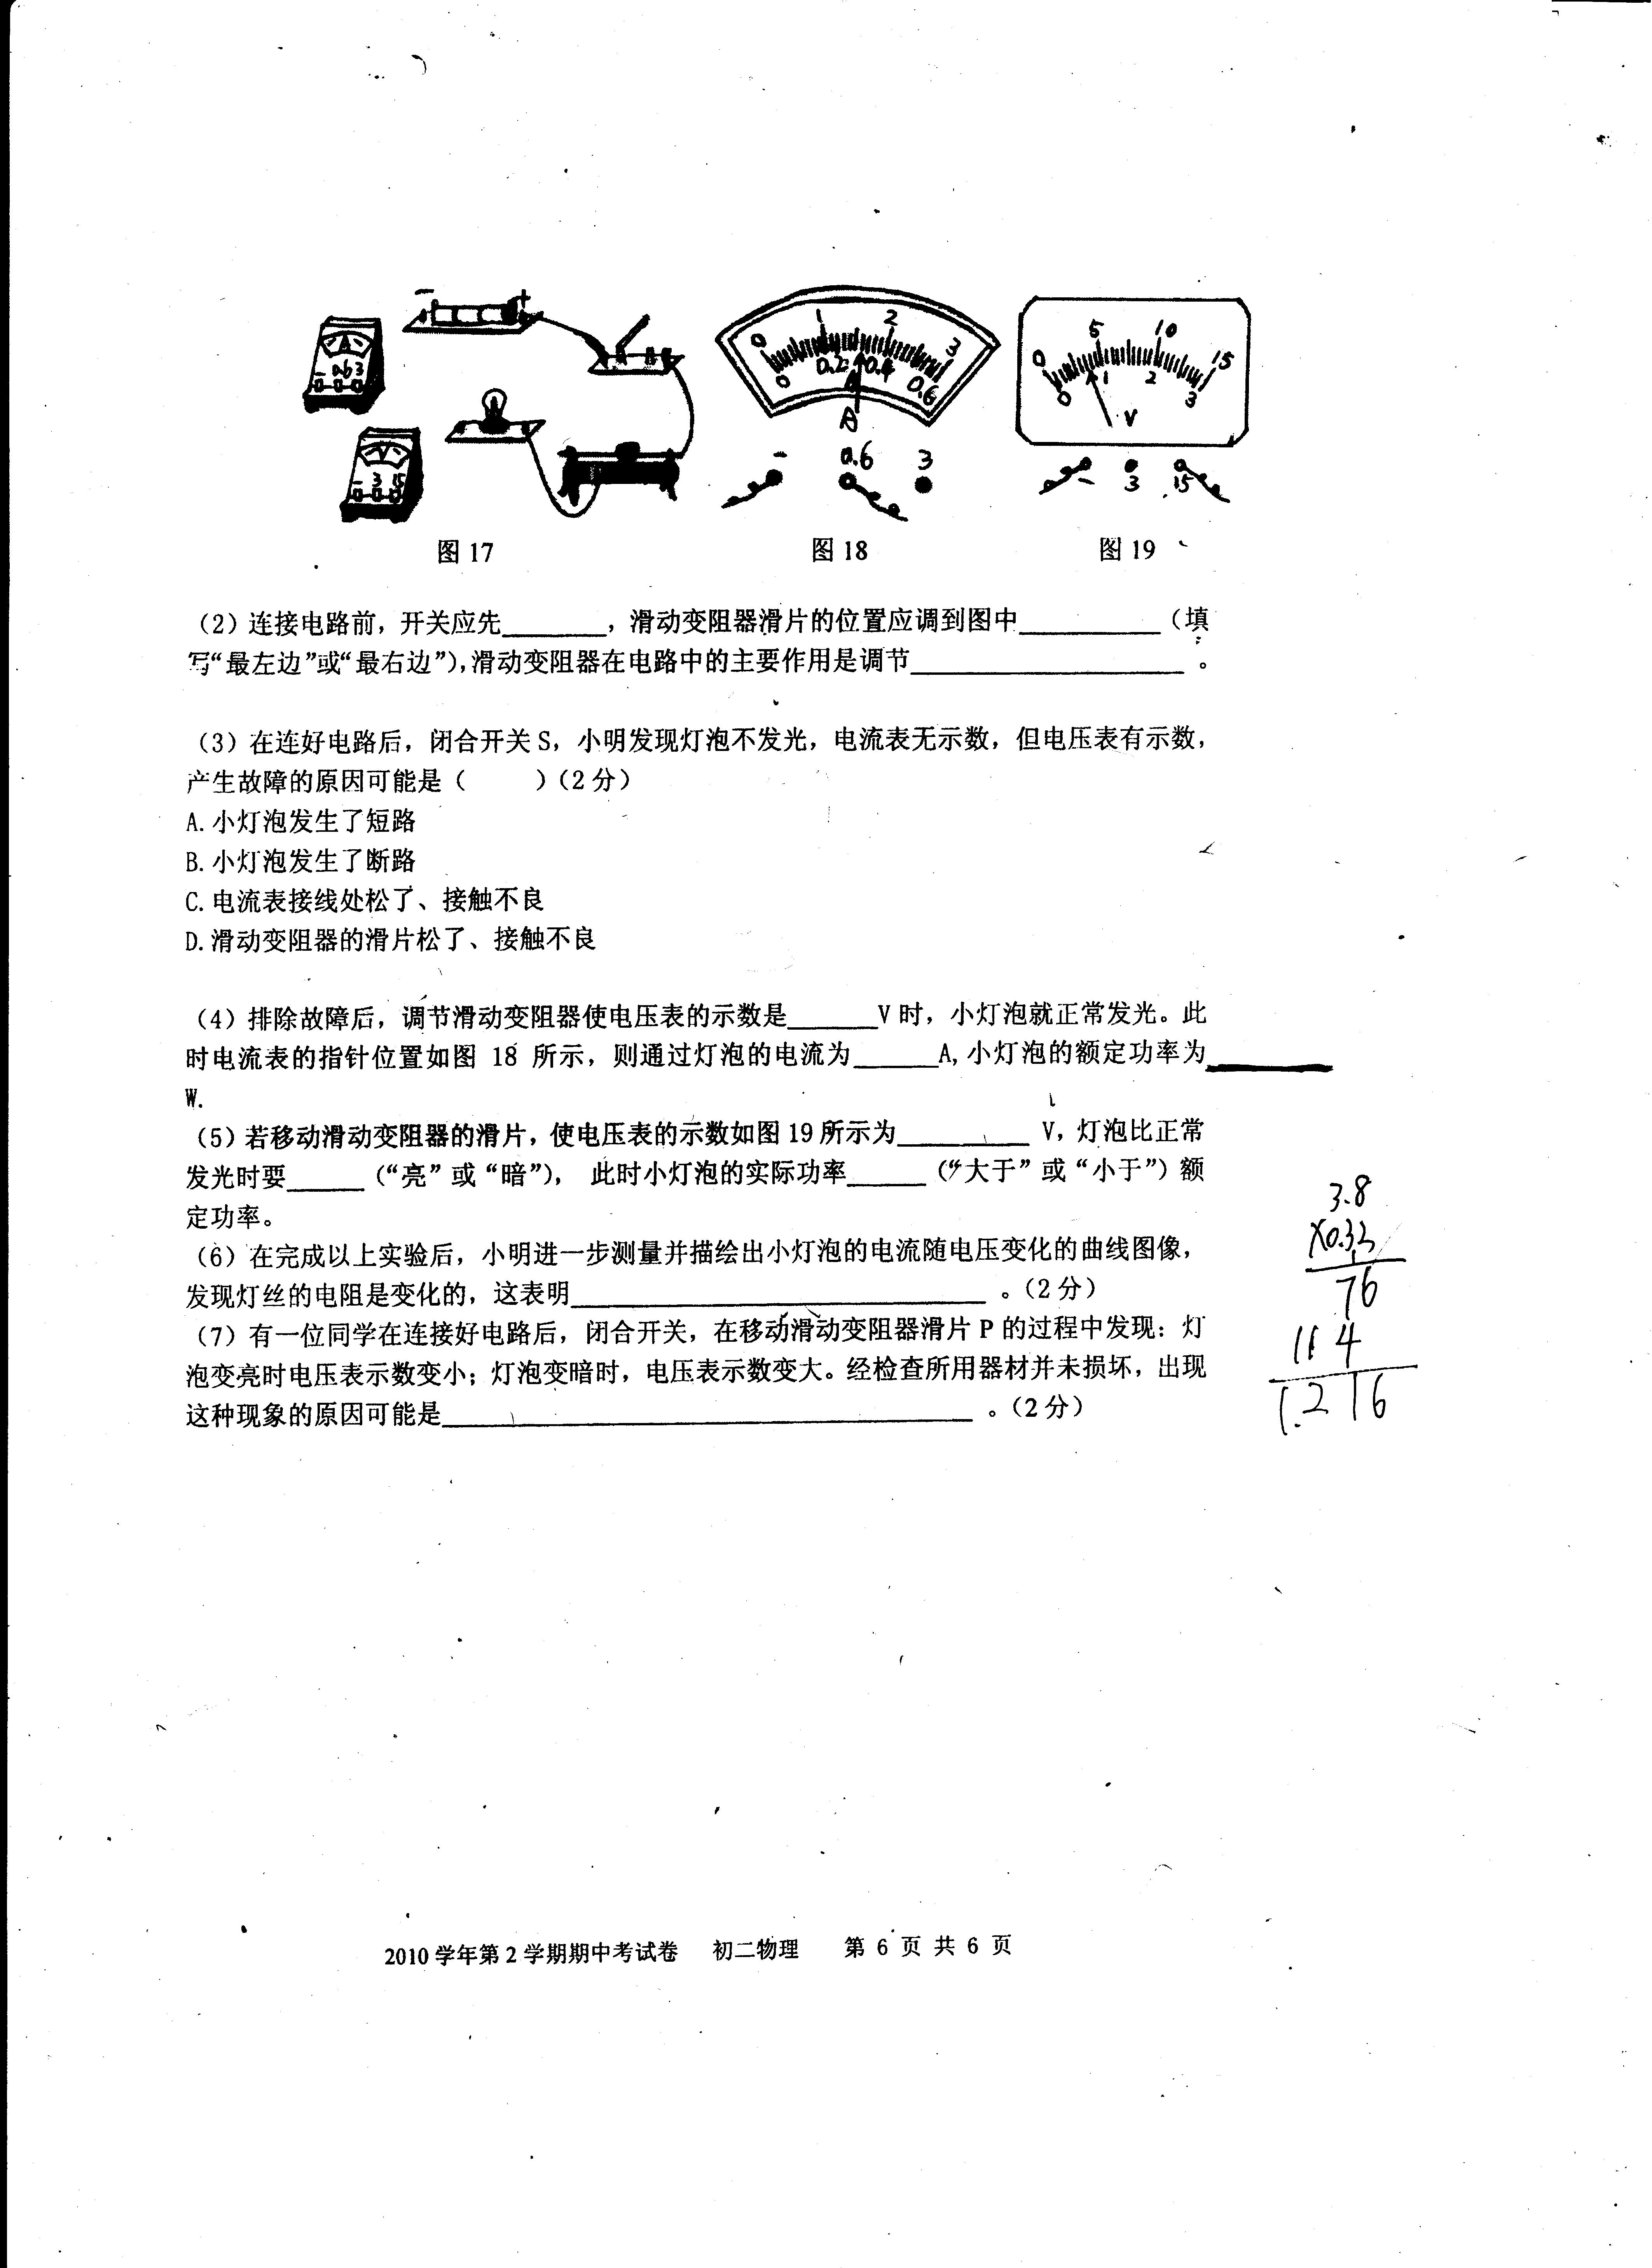 - +
A
- 0.6 3
V
- 3 15
0 1 2 3
0 0.2 0.4 0.6
A
- 0.6 3
0 5 10 15
0 1 2 3
V
- 3 15
图 17 图 18 图 19
（2）连接电路前，开关应先________，滑动变阻器滑片的位置应调到图中__________（填
写“最左边”或“最右边”），滑动变阻器在电路中的主要作用是调节____________________。
（3）在连好电路后，闭合开关 S，小明发现灯泡不发光，电流表无示数，但电压表有示数，
产生故障的原因可能是（ ）（2 分）
A. 小灯泡发生了短路
B. 小灯泡发生了断路
C. 电流表接线处松了、接触不良
D. 滑动变阻器的滑片松了、接触不良
（4）排除故障后，调节滑动变阻器使电压表的示数是______V 时，小灯泡就正常发光。此
时电流表的指针位置如图 18 所示，则通过灯泡的电流为______A, 小灯泡的额定功率为________
W.
（5）若移动滑动变阻器的滑片，使电压表的示数如图 19 所示为__________ V，灯泡比正常
发光时要______（“亮”或“暗”）， 此时小灯泡的实际功率______（“大于”或“小于”）额
定功率。
（6）在完成以上实验后，小明进一步测量并描绘出小灯泡的电流随电压变化的曲线图像，
发现灯丝的电阻是变化的，这表明______________________________。（2 分）
（7）有一位同学在连接好电路后，闭合开关，在移动滑动变阻器滑片 P 的过程中发现：灯
泡变亮时电压表示数变小；灯泡变暗时，电压表示数变大。经检查所用器材并未损坏，出现
这种现象的原因可能是________________________________________。（2 分）
3.8
×0.32
76
114
1.216
2010 学年第 2 学期期中考试卷 初二物理 第 6 页 共 6 页